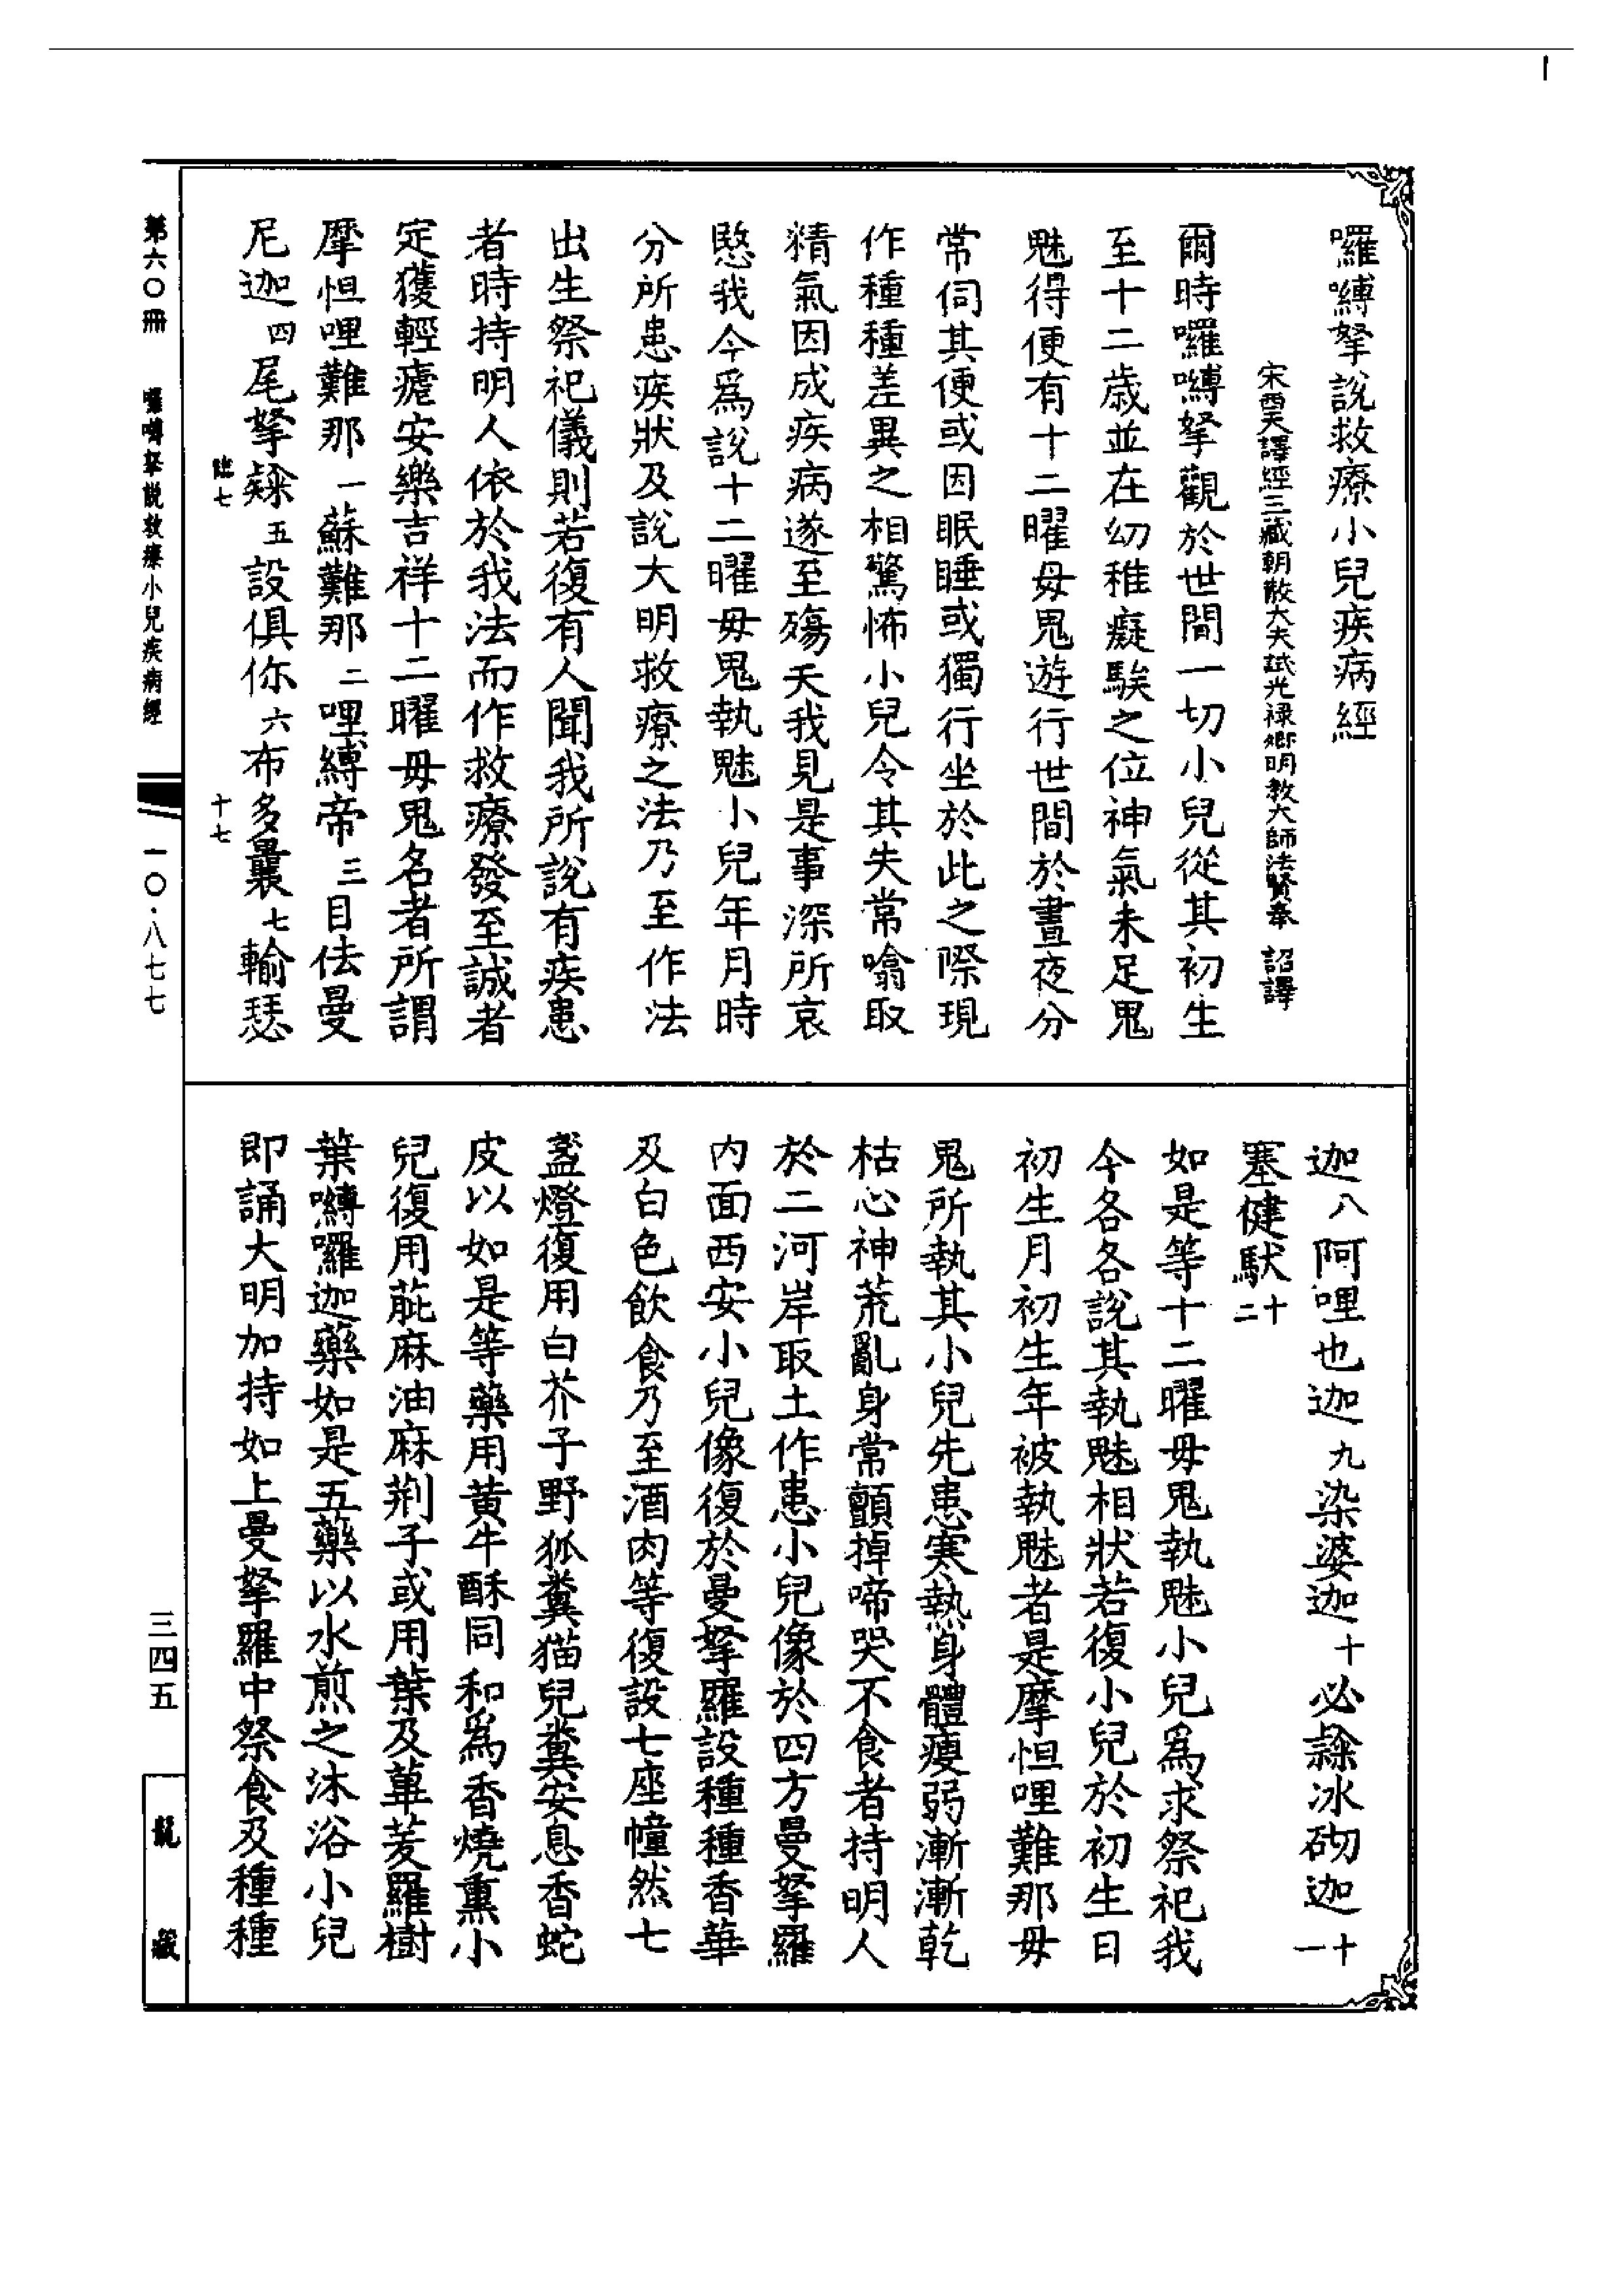 囉嚩拏說救療小兒疾病經
宋西天譯經三藏朝散大夫試光祿卿明教大師法賢奉 詔譯
爾時囉嚩拏觀於世間一切小兒從其初生
至十二歲並在幼稚癡騃之位神氣未足鬼
魅得便有十二曜母鬼遊行世間於晝夜分
常伺其便或因眠睡或獨行坐於此之際現
作種種差異之相驚怖小兒令其失常噏取
精氣因成疾病遂至殤夭我見是事深所哀
愍我今為說十二曜母鬼執魅小兒年月時
分所患疾狀及說大明救療之法乃至作法
出生祭祀儀則若復有人聞我所說有疾患
者時持明人依於我法而作救療發至誠者
定獲輕瘥安樂吉祥十二曜母鬼名者所謂
摩怛哩難那一蘇難那二哩嚩帝三目佉曼
尼迦四尾拏隸五設俱你六布多曩七輸瑟
迦八阿哩也迦九染婆迦十必隸冰砌迦十一
塞健馱十二
如是等十二曜母鬼執魅小兒為求祭祀我
今各各說其執魅相狀若復小兒於初生日
初生月初生年被執魅者是摩怛哩難那母
鬼所執其小兒先患寒熱身體瘦弱漸漸乾
枯心神荒亂身常顫掉啼哭不食者持明人
於二河岸取土作患小兒像於四方曼拏羅
內面西安小兒像復於曼拏羅設種種香華
及白色飲食乃至酒肉等復設七座幢然七
盞燈復用白芥子野狐糞猫兒糞安息香蛇
皮以如是等藥用黃牛酥同和為香燒熏小
兒復用萞麻油麻荊子或用葉及蓽茇羅樹
葉嚩囉迦藥如是五藥以水煎之沐浴小兒
即誦大明加持如上曼拏羅中祭食及種種
第六〇冊 囉嚩拏說救療小兒疾病經
一〇·八七七
三四五
龍藏
十七